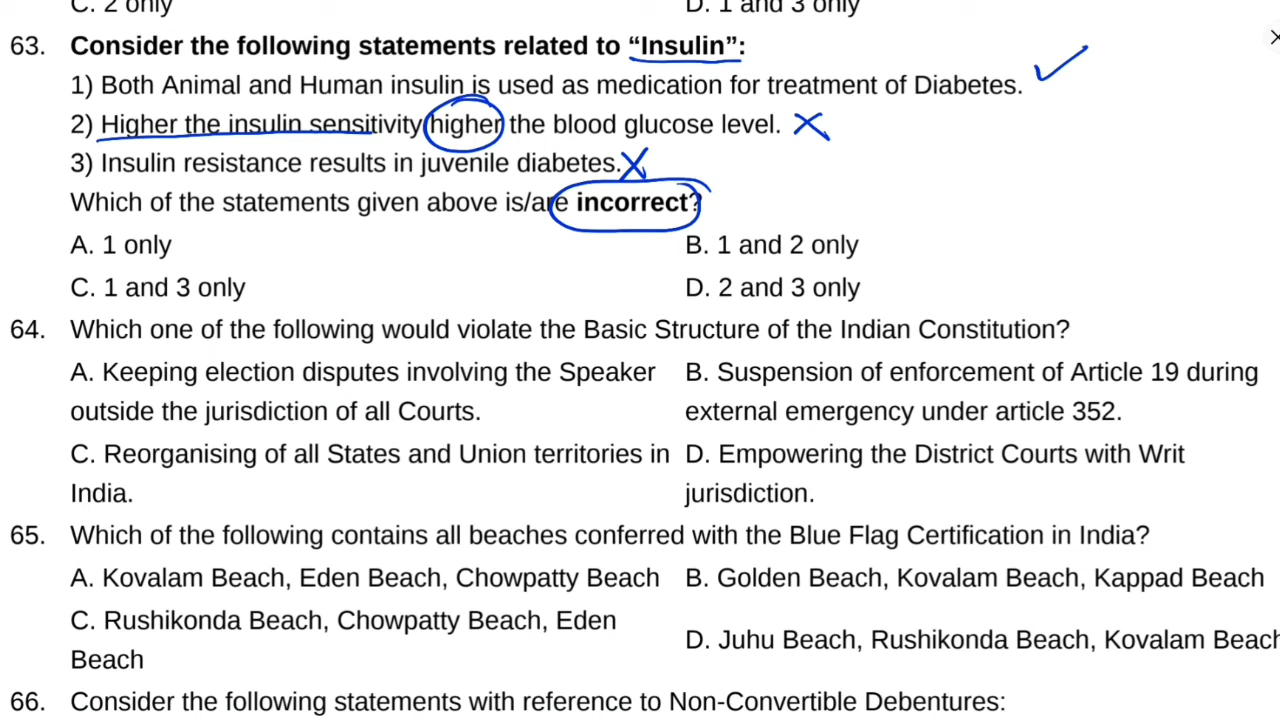 C. 2 only D. 1 and 3 only
63. Consider the following statements related to “Insulin”:
1) Both Animal and Human insulin is used as medication for treatment of Diabetes.
2) Higher the insulin sensitivity higher the blood glucose level.
3) Insulin resistance results in juvenile diabetes.
Which of the statements given above is/are incorrect?
A. 1 only B. 1 and 2 only
C. 1 and 3 only D. 2 and 3 only
64. Which one of the following would violate the Basic Structure of the Indian Constitution?
A. Keeping election disputes involving the Speaker
outside the jurisdiction of all Courts.
B. Suspension of enforcement of Article 19 during
external emergency under article 352.
C. Reorganising of all States and Union territories in
India.
D. Empowering the District Courts with Writ
jurisdiction.
65. Which of the following contains all beaches conferred with the Blue Flag Certification in India?
A. Kovalam Beach, Eden Beach, Chowpatty Beach B. Golden Beach, Kovalam Beach, Kappad Beach
C. Rushikonda Beach, Chowpatty Beach, Eden
Beach
D. Juhu Beach, Rushikonda Beach, Kovalam Beach
66. Consider the following statements with reference to Non-Convertible Debentures: